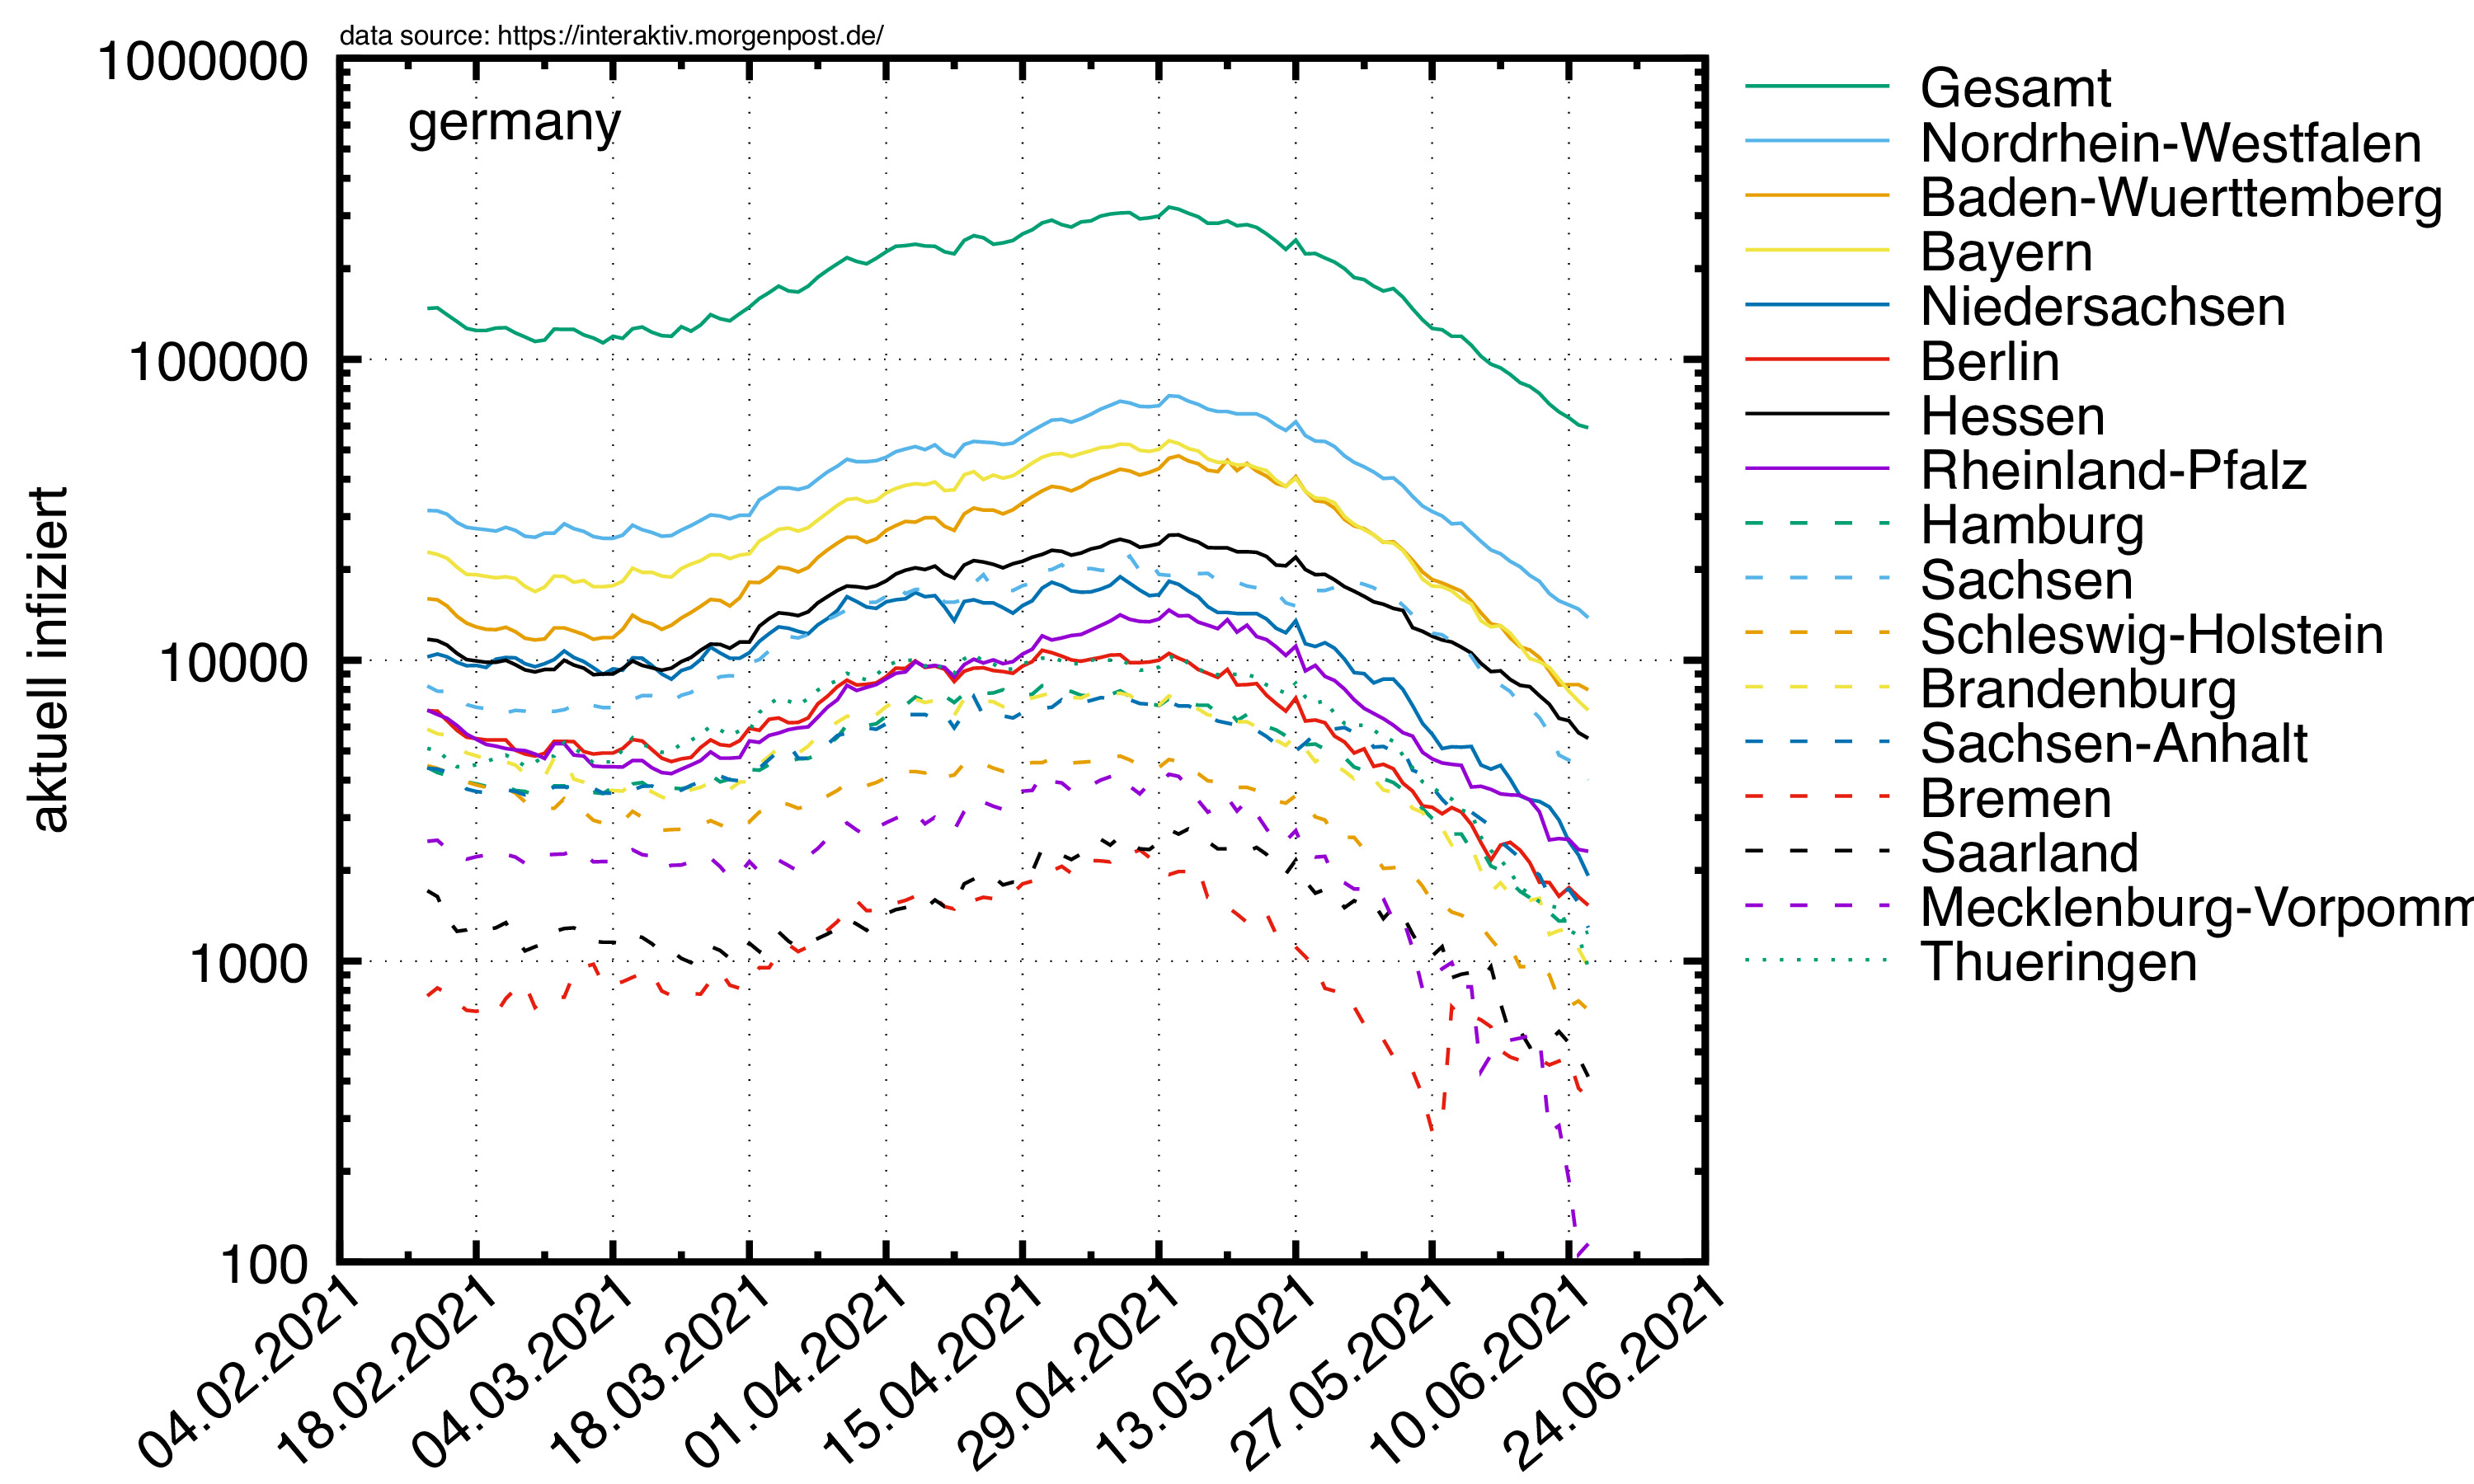 data source: https://interaktiv.morgenpost.de/
germany
aktuell infiziert
1000000
100000
10000
1000
100
04.02.2021
18.02.2021
04.03.2021
18.03.2021
01.04.2021
15.04.2021
29.04.2021
13.05.2021
27.05.2021
10.06.2021
24.06.2021
Gesamt
Nordrhein-Westfalen
Baden-Wuerttemberg
Bayern
Niedersachsen
Berlin
Hessen
Rheinland-Pfalz
Hamburg
Sachsen
Schleswig-Holstein
Brandenburg
Sachsen-Anhalt
Bremen
Saarland
Mecklenburg-Vorpomm
Thueringen